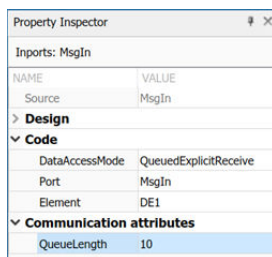 Property Inspector
Inports: MsgIn
NAME VALUE
Source MsgIn
Design
Code
DataAccessMode QueuedExplicitReceive
Port MsgIn
Element DE1
Communication attributes
QueueLength 10